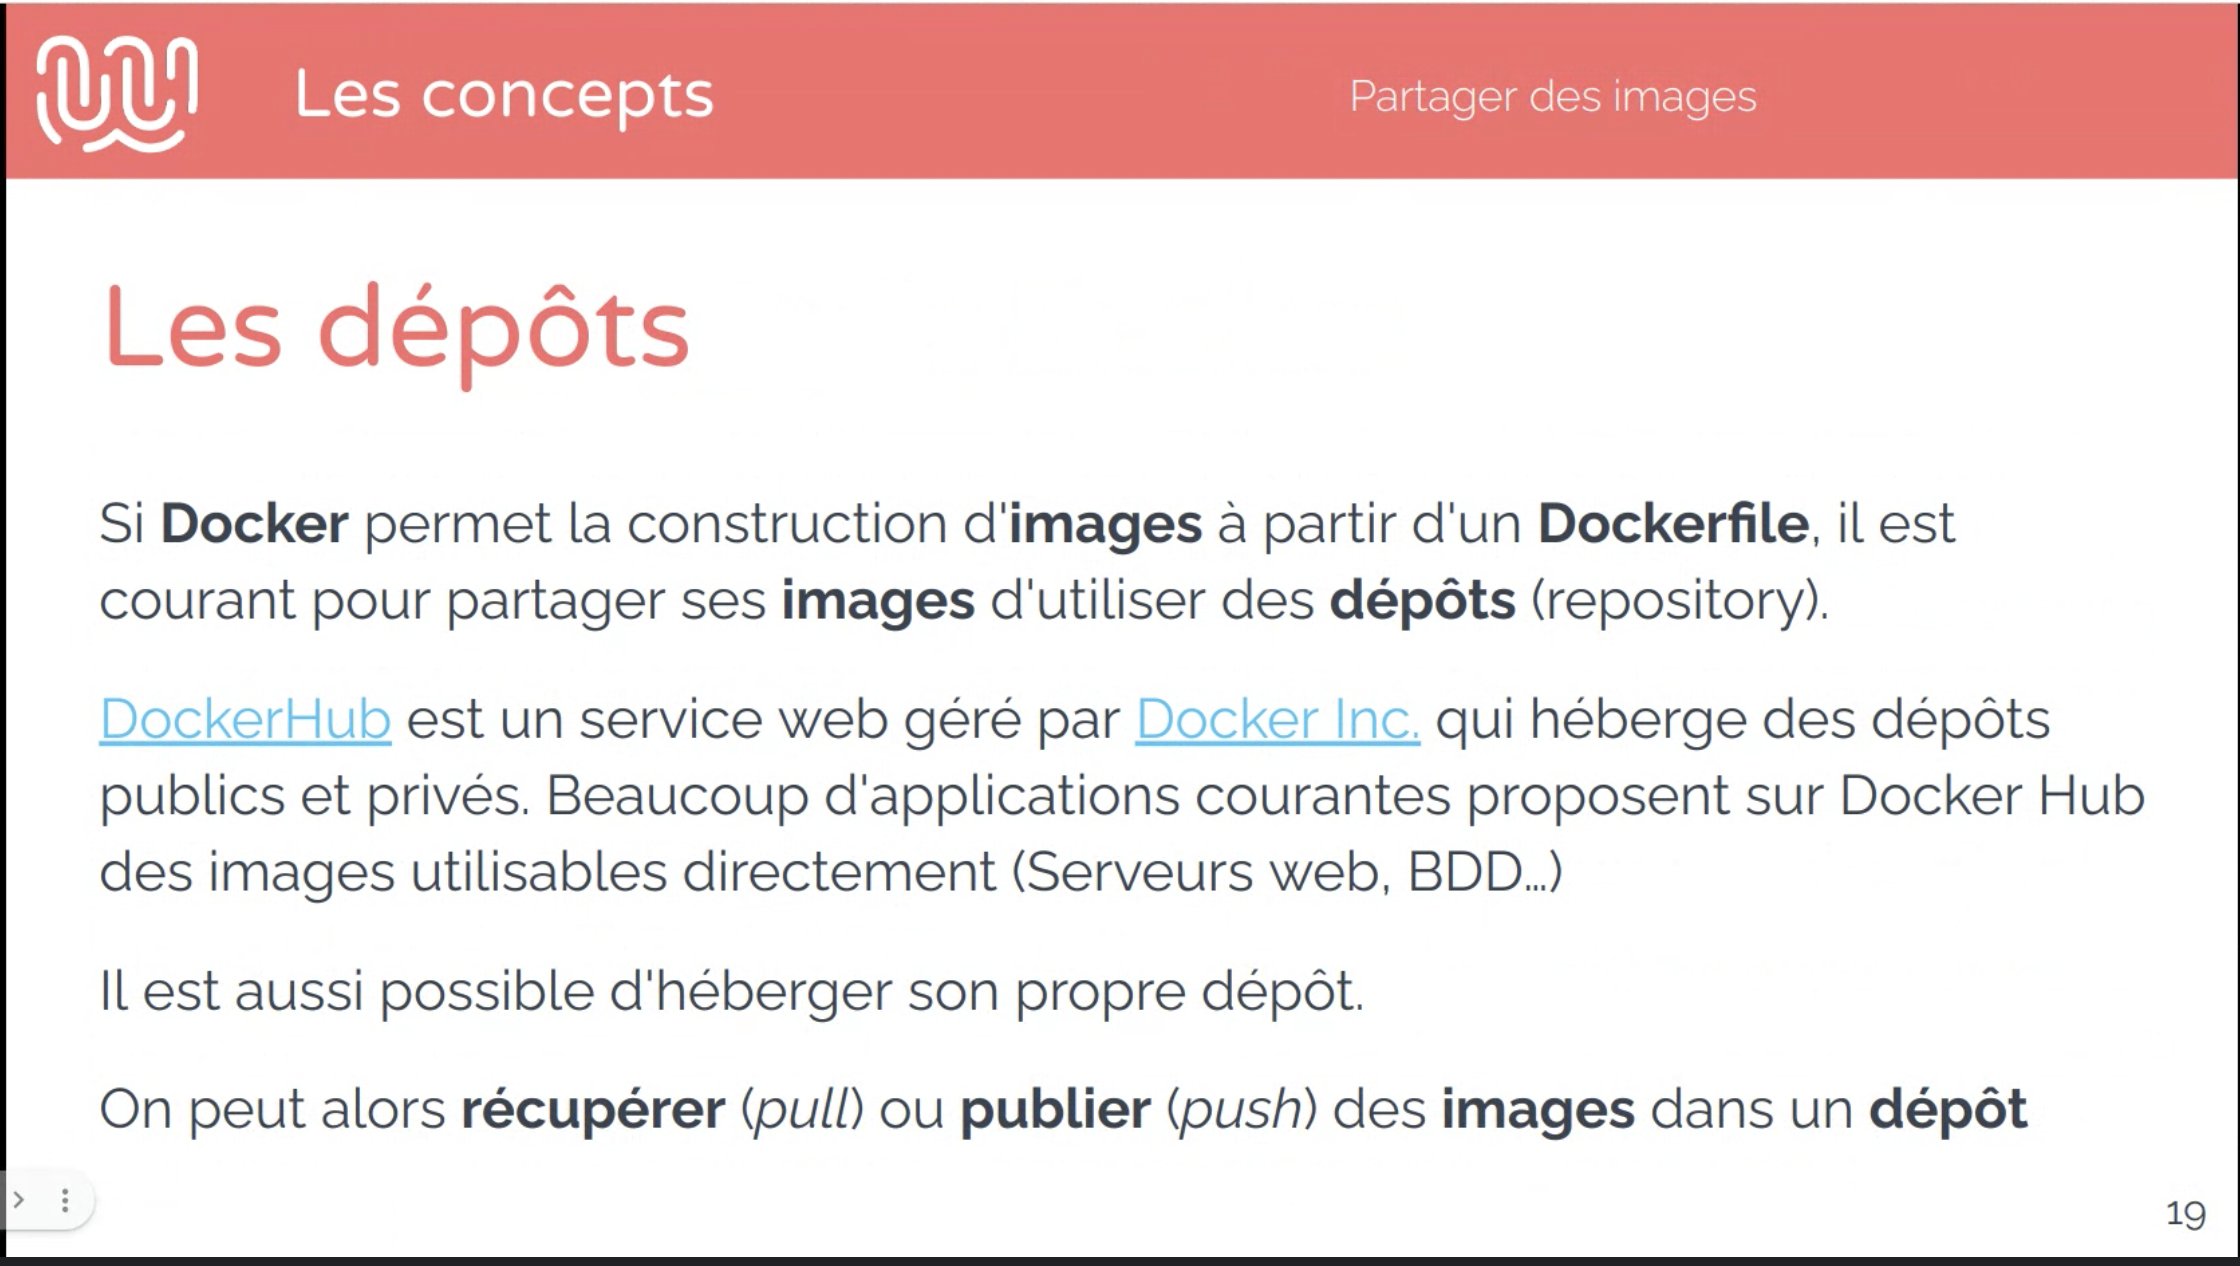 Les concepts
Partager des images
Les dépôts
Si Docker permet la construction d'images à partir d'un Dockerfile, il est
courant pour partager ses images d'utiliser des dépôts (repository).
DockerHub est un service web géré par Docker Inc. qui héberge des dépôts
publics et privés. Beaucoup d'applications courantes proposent sur Docker Hub
des images utilisables directement (Serveurs web, BDD…)
Il est aussi possible d'héberger son propre dépôt.
On peut alors récupérer (pull) ou publier (push) des images dans un dépôt
19